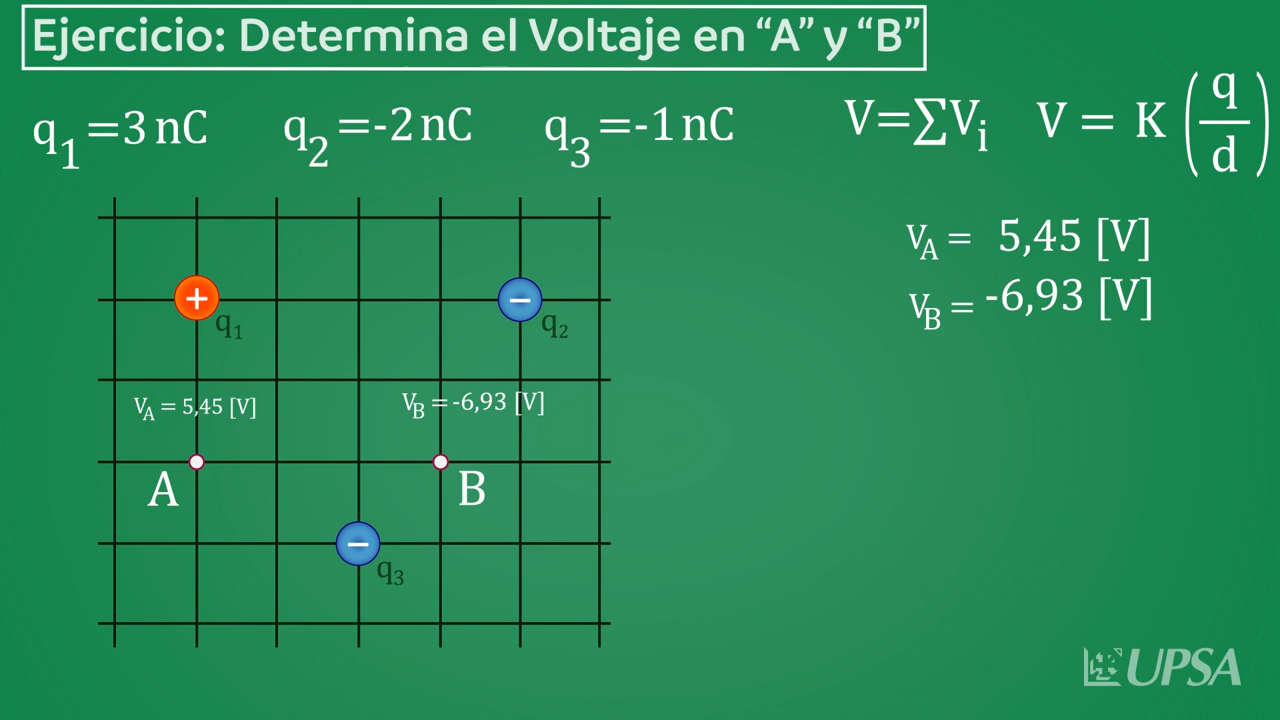 Ejercicio: Determina el Voltaje en “A” y “B”
q1 =3 nC q2 =-2 nC q3 =-1 nC V=∑Vi V = K (q/d)
VA = 5,45 [V]
VB = -6,93 [V]
+ −
q1 q2
VA = 5,45 [V] VB = -6,93 [V]
A B
−
q3
UPSA